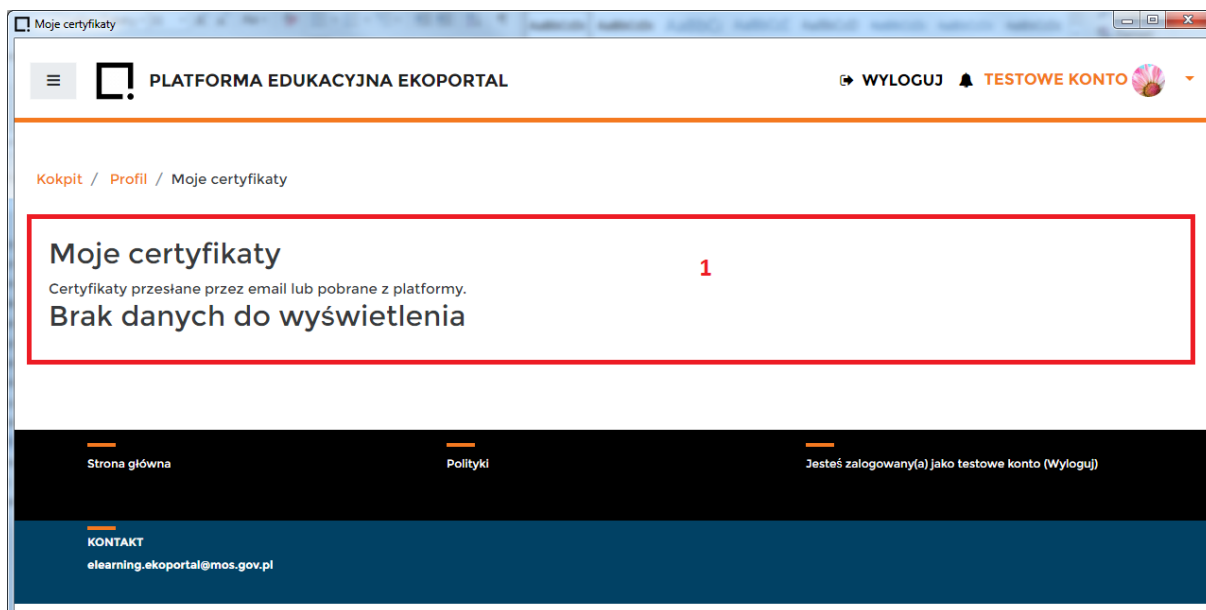 Moje certyfikaty
PLATFORMA EDUKACYJNA EKOPORTAL
WYLOGUJ TESTOWE KONTO
Kokpit / Profil / Moje certyfikaty
Moje certyfikaty
1
Certyfikaty przesłane przez email lub pobrane z platformy.
Brak danych do wyświetlenia
Strona główna
Polityki
Jesteś zalogowany(a) jako testowe konto (Wyloguj)
KONTAKT
elearning.ekoportal@mos.gov.pl